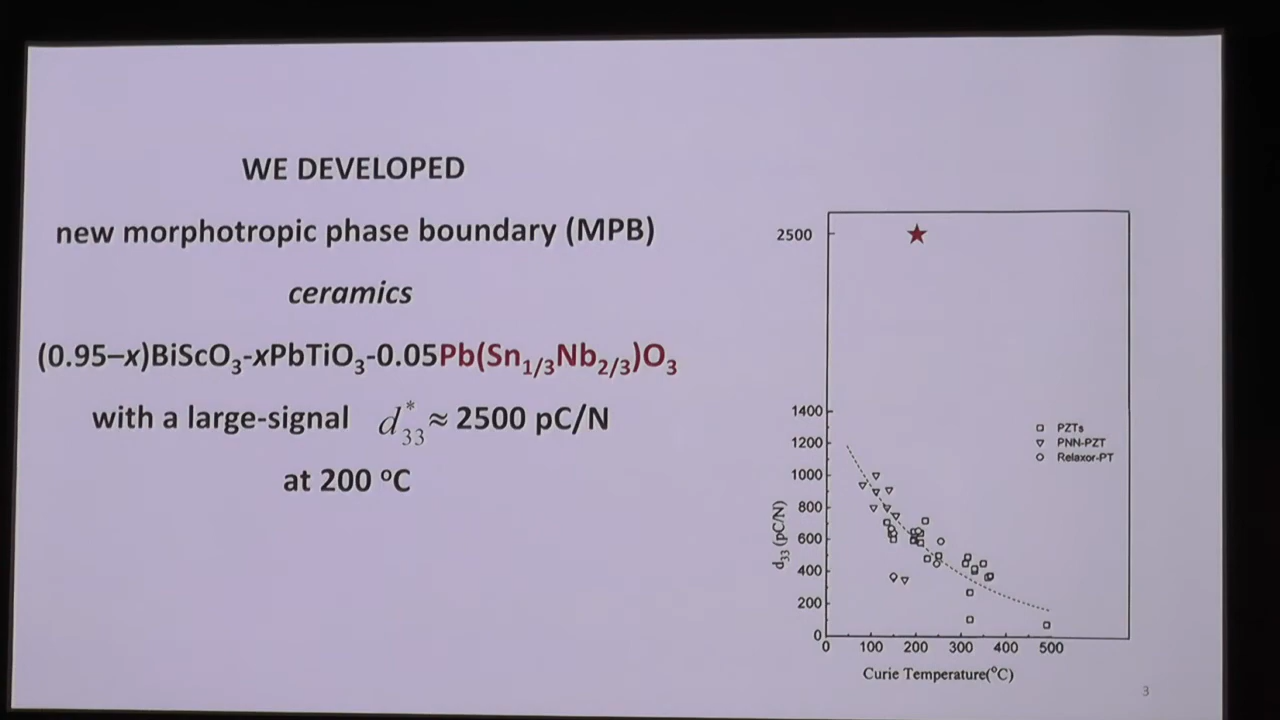 WE DEVELOPED
new morphotropic phase boundary (MPB)
ceramics
(0.95–x)BiScO₃-xPbTiO₃-0.05Pb(Sn₁/₃Nb₂/₃)O₃
with a large-signal d₃₃* ≈ 2500 pC/N
at 200 °C
2500
1400
1200
1000
800
600
400
200
0
d₃₃ (pC/N)
PZTs
PNN-PZT
Relaxor-PT
0 100 200 300 400 500
Curie Temperature(°C)
3